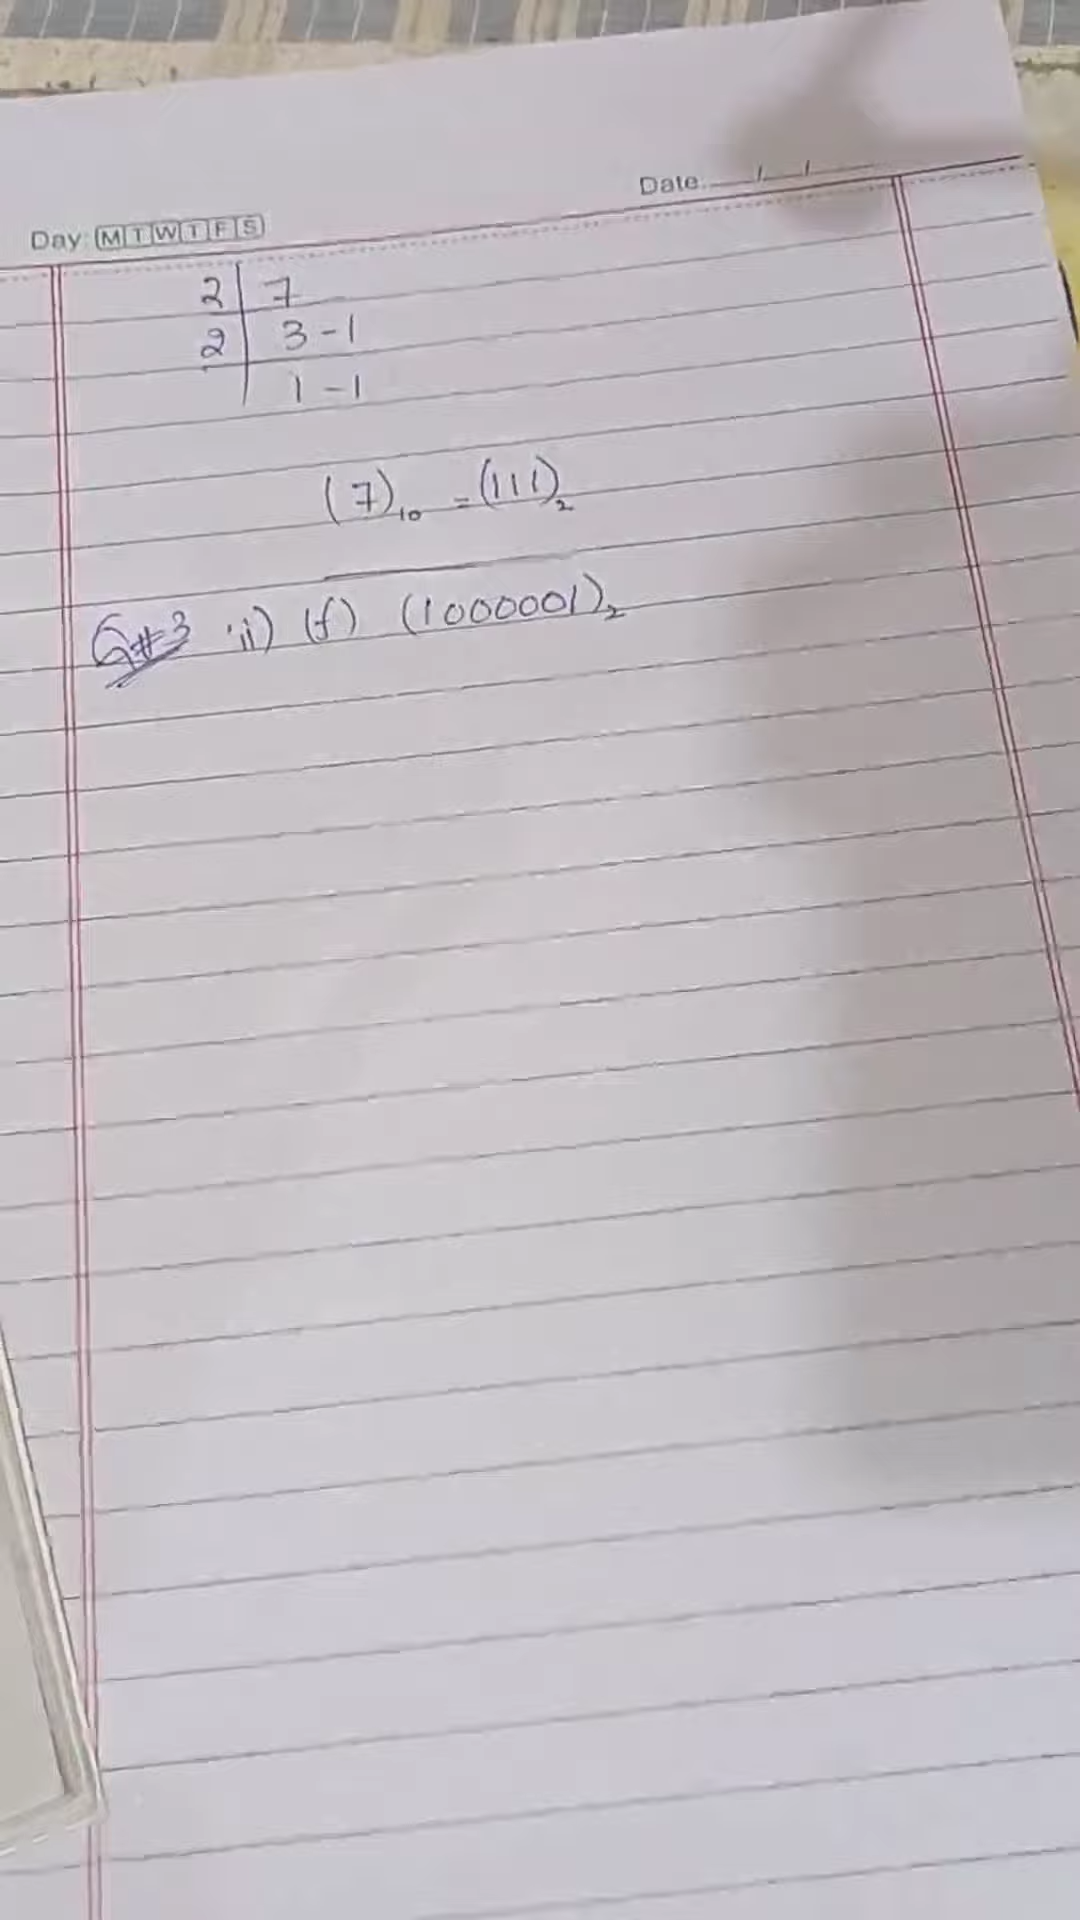 Date: / /
Day: M T W T F S
2 | 7
2 | 3 - 1
| 1 - 1
(7)₁₀ = (111)₂
Q#3 ii) (f) (1000001)₂